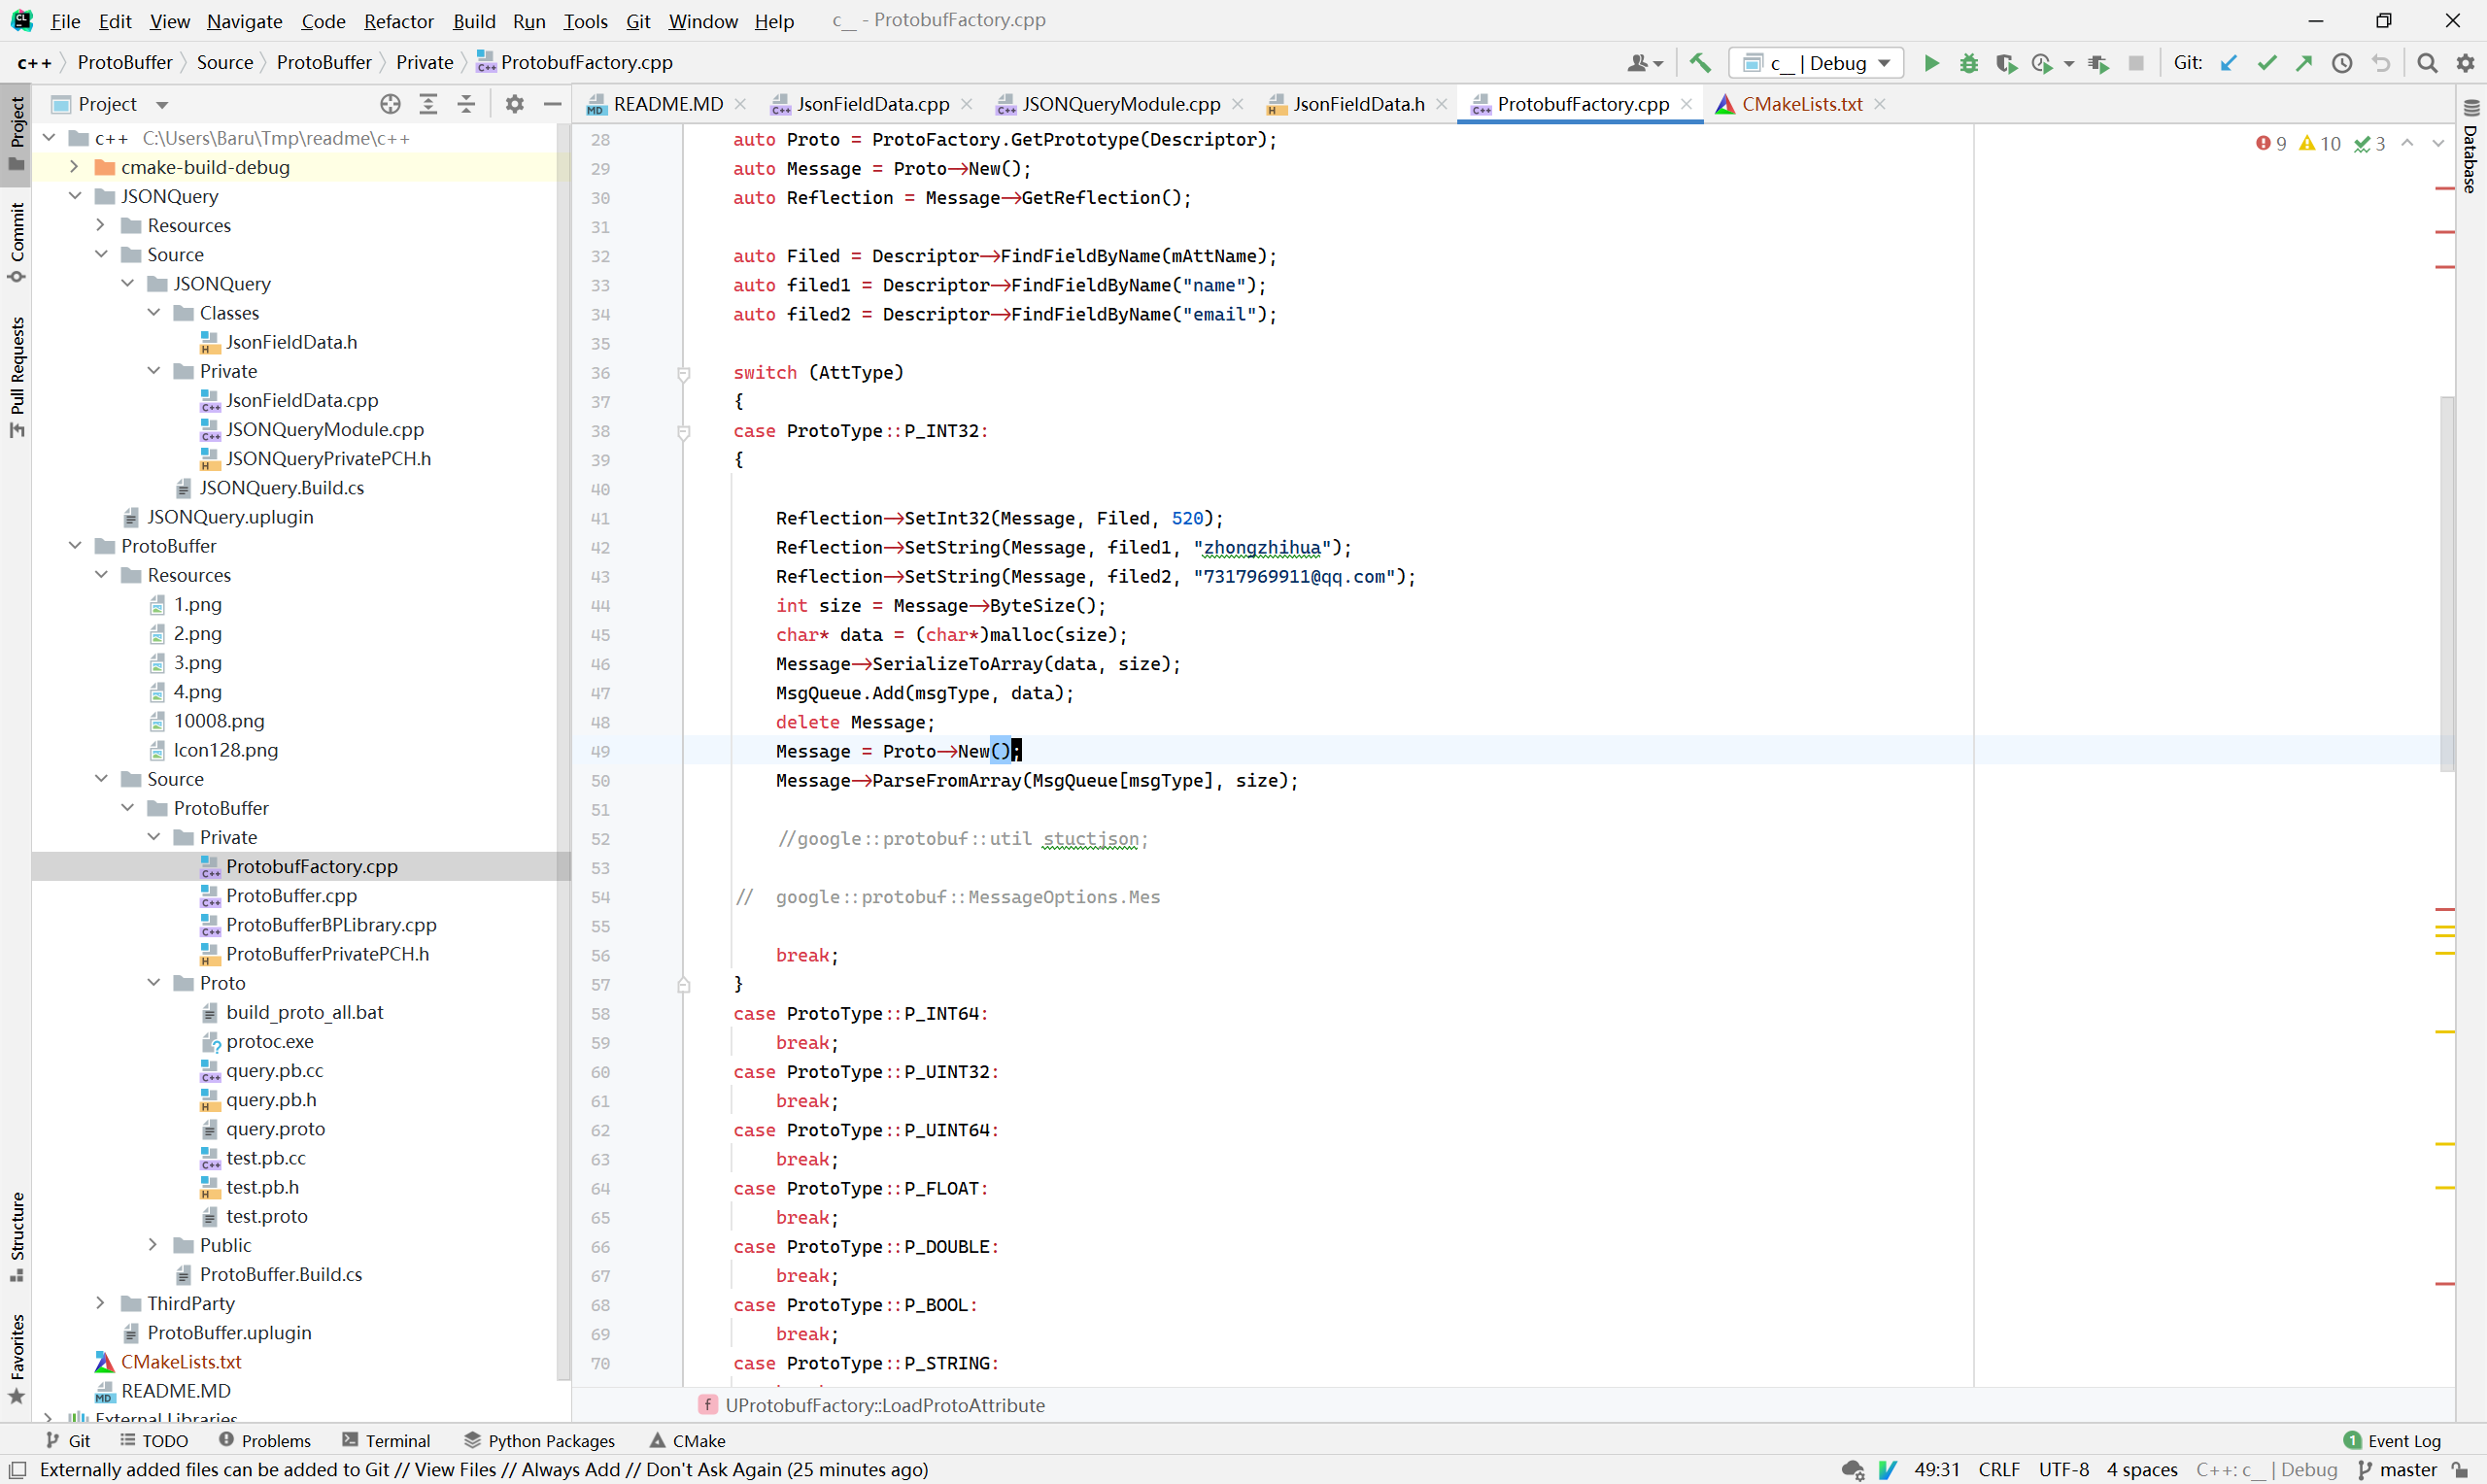 File Edit View Navigate Code Refactor Build Run Tools Git Window Help c__ - ProtobufFactory.cpp
c++ ProtoBuffer Source ProtoBuffer Private ProtobufFactory.cpp c__ | Debug Git:
Project
README.MD JsonFieldData.cpp JSONQueryModule.cpp JsonFieldData.h ProtobufFactory.cpp CMakeLists.txt
Project
Commit
Pull Requests
Structure
Favorites
c++ C:\Users\Baru\Tmp\readme\c++
cmake-build-debug
JSONQuery
Resources
Source
JSONQuery
Classes
JsonFieldData.h
Private
JsonFieldData.cpp
JSONQueryModule.cpp
JSONQueryPrivatePCH.h
JSONQuery.Build.cs
JSONQuery.uplugin
ProtoBuffer
Resources
1.png
2.png
3.png
4.png
10008.png
Icon128.png
Source
ProtoBuffer
Private
ProtobufFactory.cpp
ProtoBuffer.cpp
ProtoBufferBPLibrary.cpp
ProtoBufferPrivatePCH.h
Proto
build_proto_all.bat
protoc.exe
query.pb.cc
query.pb.h
query.proto
test.pb.cc
test.pb.h
test.proto
Public
ProtoBuffer.Build.cs
ThirdParty
ProtoBuffer.uplugin
CMakeLists.txt
README.MD
External Libraries
28 auto Proto = ProtoFactory.GetPrototype(Descriptor);
29 auto Message = Proto->New();
30 auto Reflection = Message->GetReflection();
31
32 auto Filed = Descriptor->FindFieldByName(mAttName);
33 auto filed1 = Descriptor->FindFieldByName("name");
34 auto filed2 = Descriptor->FindFieldByName("email");
35
36 switch (AttType)
37 {
38 case ProtoType::P_INT32:
39 {
40
41 Reflection->SetInt32(Message, Filed, 520);
42 Reflection->SetString(Message, filed1, "zhongzhihua");
43 Reflection->SetString(Message, filed2, "7317969911@qq.com");
44 int size = Message->ByteSize();
45 char* data = (char*)malloc(size);
46 Message->SerializeToArray(data, size);
47 MsgQueue.Add(msgType, data);
48 delete Message;
49 Message = Proto->New();
50 Message->ParseFromArray(MsgQueue[msgType], size);
51
52 //google::protobuf::util stuctjson;
53
54 // google::protobuf::MessageOptions.Mes
55
56 break;
57 }
58 case ProtoType::P_INT64:
59 break;
60 case ProtoType::P_UINT32:
61 break;
62 case ProtoType::P_UINT64:
63 break;
64 case ProtoType::P_FLOAT:
65 break;
66 case ProtoType::P_DOUBLE:
67 break;
68 case ProtoType::P_BOOL:
69 break;
70 case ProtoType::P_STRING:
9 10 3
Database
f UProtobufFactory::LoadProtoAttribute
Git TODO Problems Terminal Python Packages CMake 1 Event Log
Externally added files can be added to Git // View Files // Always Add // Don't Ask Again (25 minutes ago) 49:31 CRLF UTF-8 4 spaces C++: c__ | Debug master